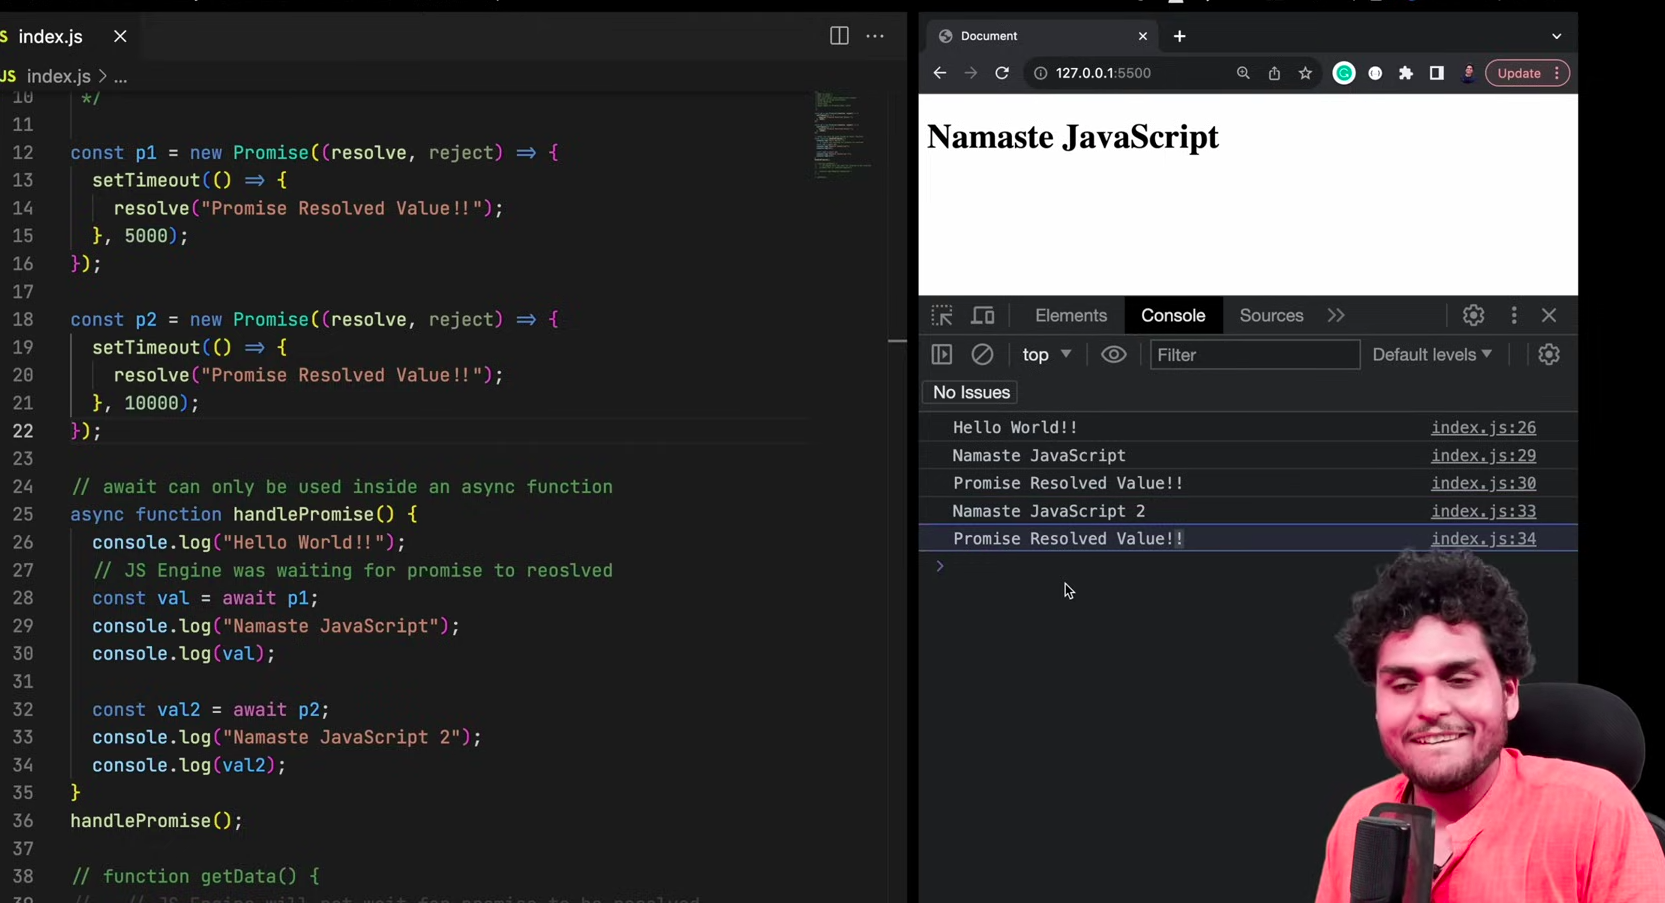 index.js
JS index.js > ...
10 */
11
12 const p1 = new Promise((resolve, reject) => {
13 setTimeout(() => {
14 resolve("Promise Resolved Value!!");
15 }, 5000);
16 });
17
18 const p2 = new Promise((resolve, reject) => {
19 setTimeout(() => {
20 resolve("Promise Resolved Value!!");
21 }, 10000);
22 });
23
24 // await can only be used inside an async function
25 async function handlePromise() {
26 console.log("Hello World!!");
27 // JS Engine was waiting for promise to reoslved
28 const val = await p1;
29 console.log("Namaste JavaScript");
30 console.log(val);
31
32 const val2 = await p2;
33 console.log("Namaste JavaScript 2");
34 console.log(val2);
35 }
36 handlePromise();
37
38 // function getData() {
Document
127.0.0.1:5500
Update
Namaste JavaScript
Elements Console Sources
top Filter Default levels
No Issues
Hello World!! index.js:26
Namaste JavaScript index.js:29
Promise Resolved Value!! index.js:30
Namaste JavaScript 2 index.js:33
Promise Resolved Value!! index.js:34